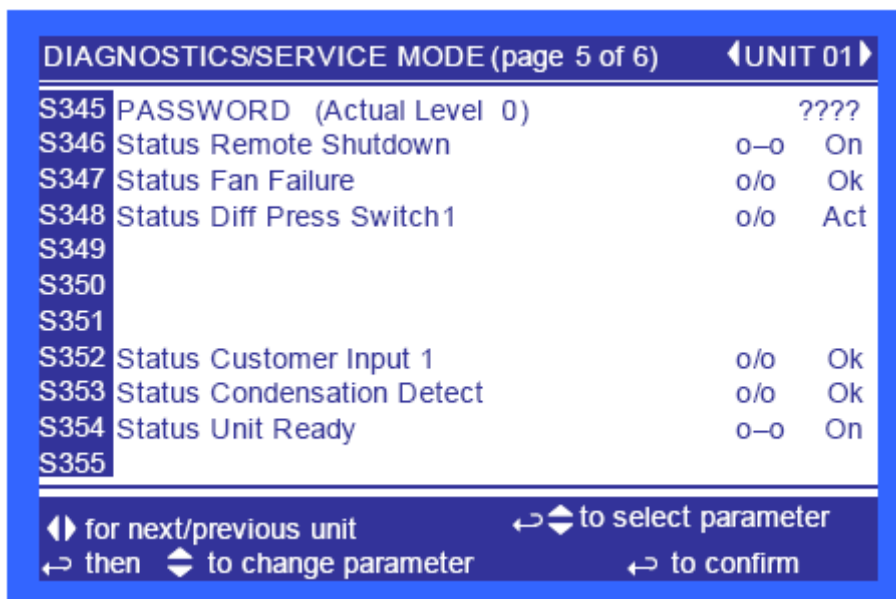 DIAGNOSTICS/SERVICE MODE (page 5 of 6) UNIT 01
S345 PASSWORD (Actual Level 0) ????
S346 Status Remote Shutdown o–o On
S347 Status Fan Failure o/o Ok
S348 Status Diff Press Switch1 o/o Act
S349
S350
S351
S352 Status Customer Input 1 o/o Ok
S353 Status Condensation Detect o/o Ok
S354 Status Unit Ready o–o On
S355
for next/previous unit to select parameter
then to change parameter to confirm